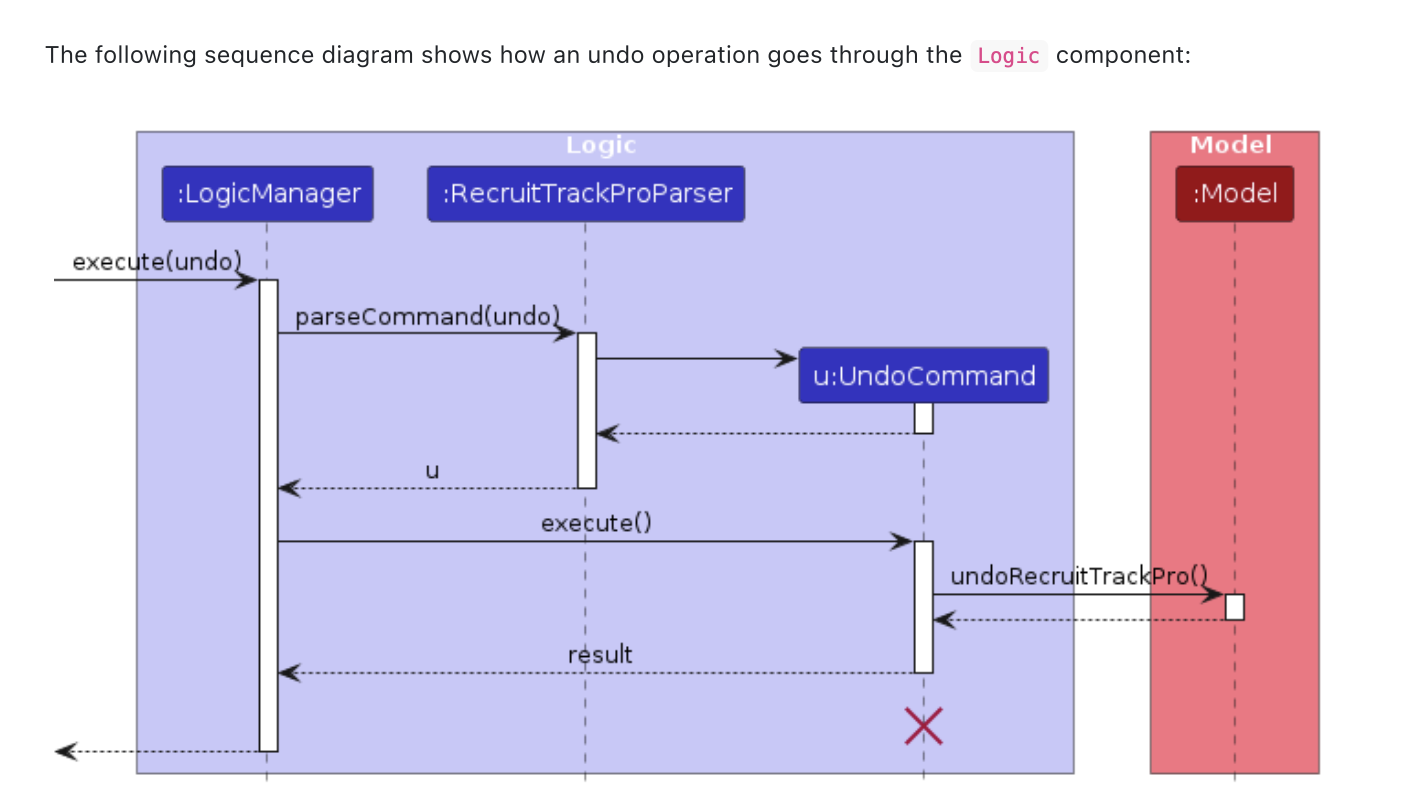 The following sequence diagram shows how an undo operation goes through the Logic component:
Logic
Model
:LogicManager
:RecruitTrackProParser
:Model
execute(undo)
parseCommand(undo)
u:UndoCommand
u
execute()
undoRecruitTrackPro()
result